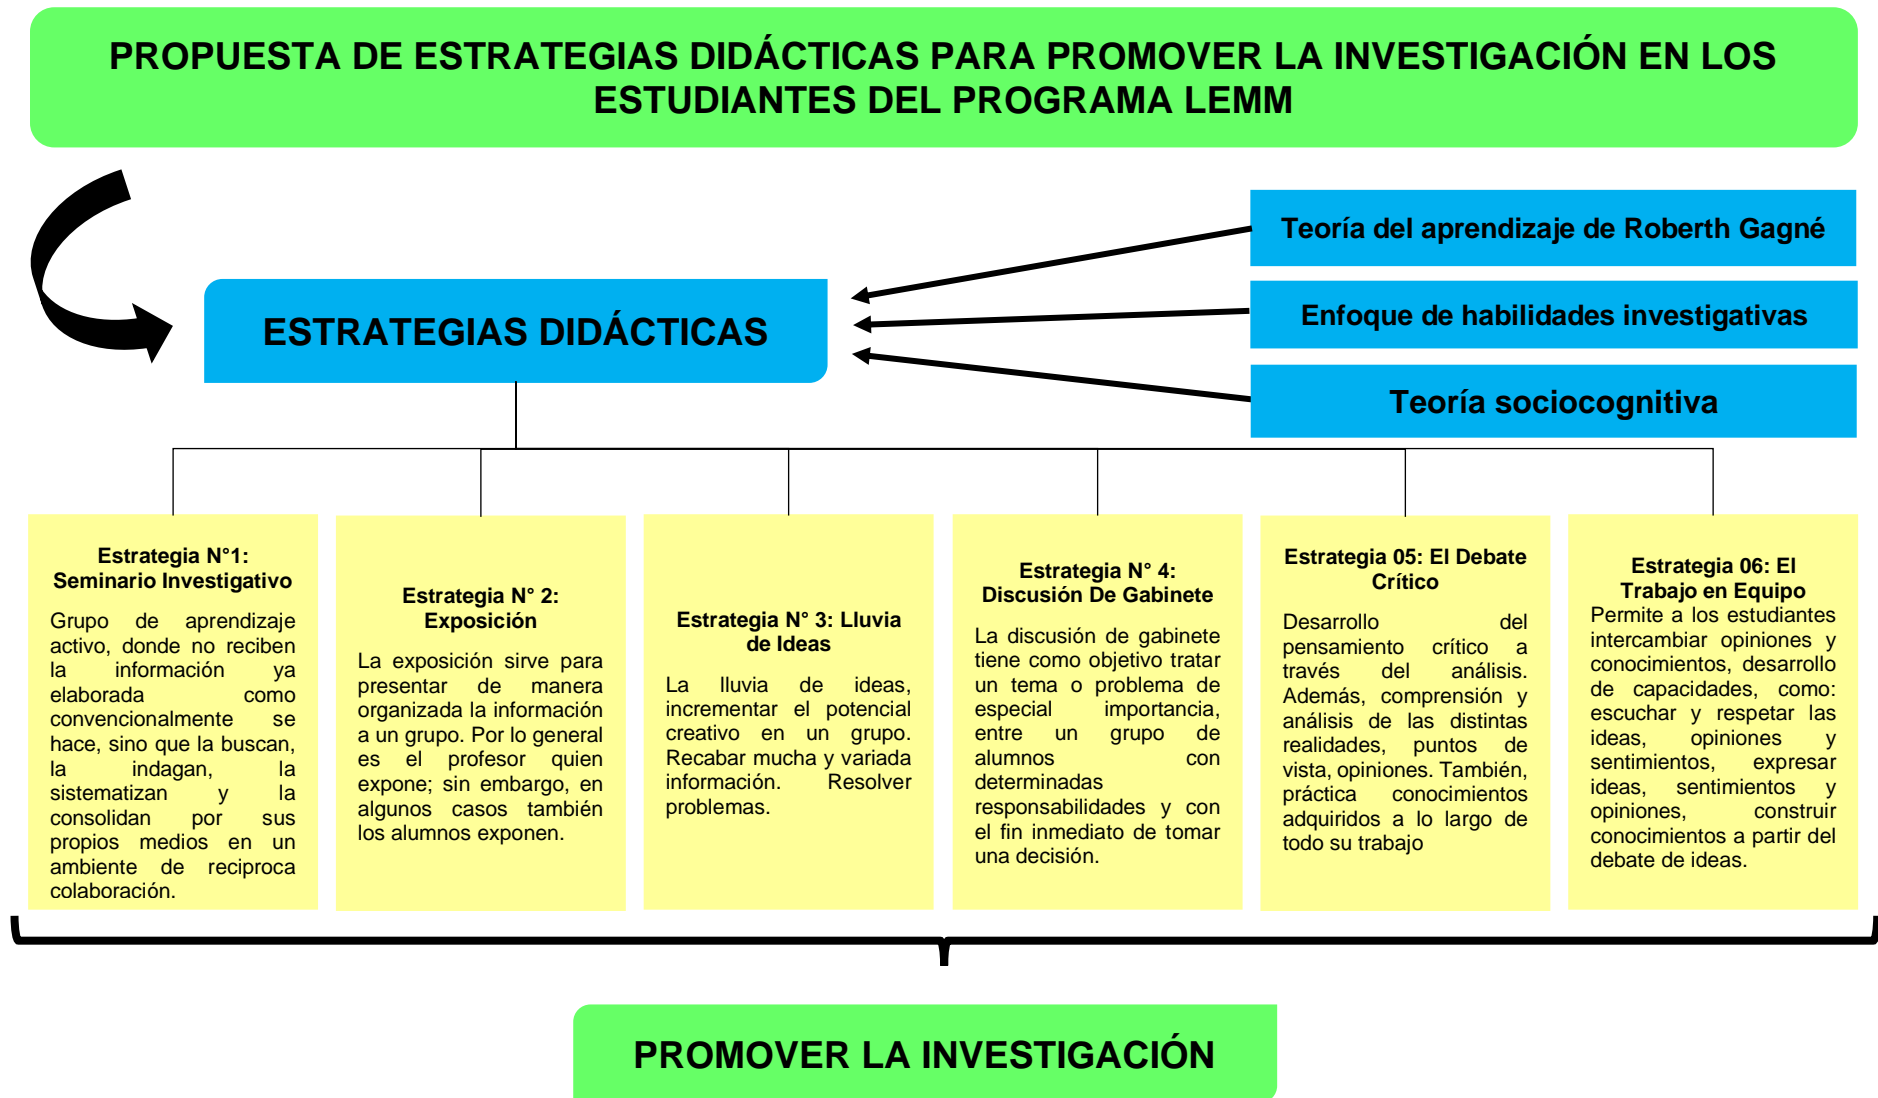 PROPUESTA DE ESTRATEGIAS DIDÁCTICAS PARA PROMOVER LA INVESTIGACIÓN EN LOS
ESTUDIANTES DEL PROGRAMA LEMM
Teoría del aprendizaje de Roberth Gagné
Enfoque de habilidades investigativas
Teoría sociocognitiva
ESTRATEGIAS DIDÁCTICAS
Estrategia N°1:
Seminario Investigativo
Grupo de aprendizaje
activo, donde no reciben
la información ya
elaborada como
convencionalmente se
hace, sino que la buscan,
la indagan, la
sistematizan y la
consolidan por sus
propios medios en un
ambiente de reciproca
colaboración.
Estrategia N° 2:
Exposición
La exposición sirve para
presentar de manera
organizada la información
a un grupo. Por lo general
es el profesor quien
expone; sin embargo, en
algunos casos también
los alumnos exponen.
Estrategia N° 3: Lluvia
de Ideas
La lluvia de ideas,
incrementar el potencial
creativo en un grupo.
Recabar mucha y variada
información. Resolver
problemas.
Estrategia N° 4:
Discusión De Gabinete
La discusión de gabinete
tiene como objetivo tratar
un tema o problema de
especial importancia,
entre un grupo de
alumnos con
determinadas
responsabilidades y con
el fin inmediato de tomar
una decisión.
Estrategia 05: El Debate
Crítico
Desarrollo del
pensamiento crítico a
través del análisis.
Además, comprensión y
análisis de las distintas
realidades, puntos de
vista, opiniones. También,
práctica conocimientos
adquiridos a lo largo de
todo su trabajo
Estrategia 06: El
Trabajo en Equipo
Permite a los estudiantes
intercambiar opiniones y
conocimientos, desarrollo
de capacidades, como:
escuchar y respetar las
ideas, opiniones y
sentimientos, expresar
ideas, sentimientos y
opiniones, construir
conocimientos a partir del
debate de ideas.
PROMOVER LA INVESTIGACIÓN